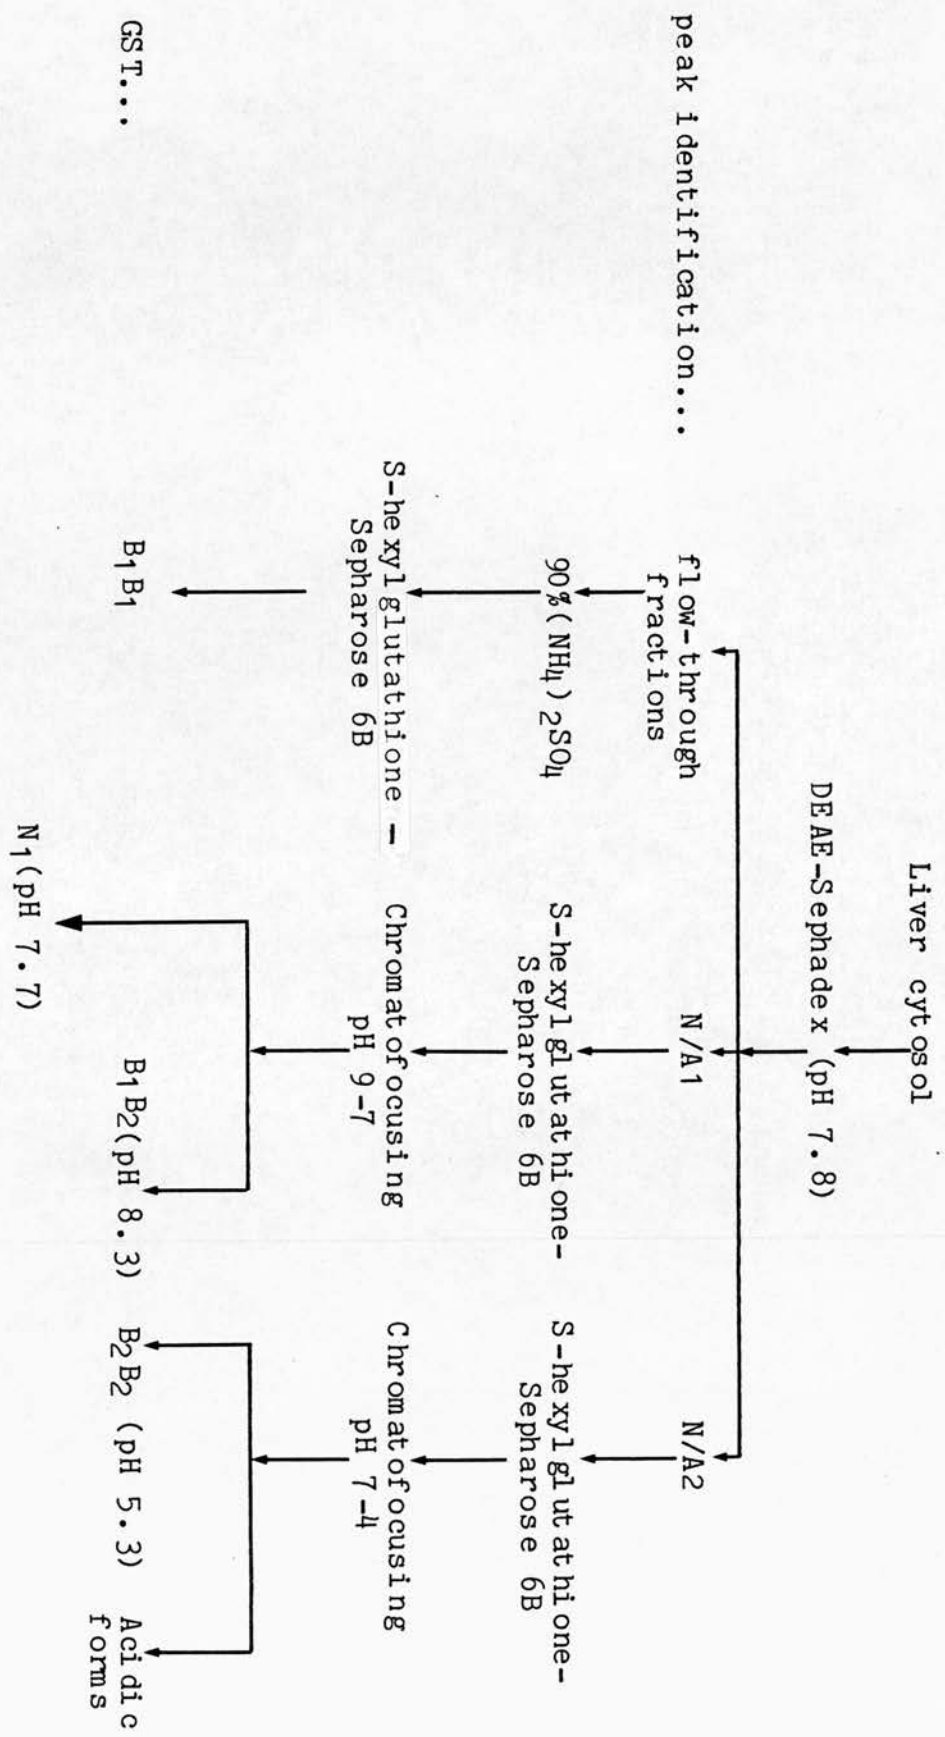 Liver cytosol
DEAE-Sephadex (pH 7.8)
peak identification...
flow-through
fractions
N/A1
N/A2
90%(NH4)2SO4
S-hexylglutathione-
Sepharose 6B
S-hexylglutathione-
Sepharose 6B
S-hexylglutathione-
Sepharose 6B
Chromatofocusing
pH 9-7
Chromatofocusing
pH 7-4
GST...
B1B1
B1B2(pH 8.3)
B2B2 (pH 5.3)
Acidic
forms
N1(pH 7.7)